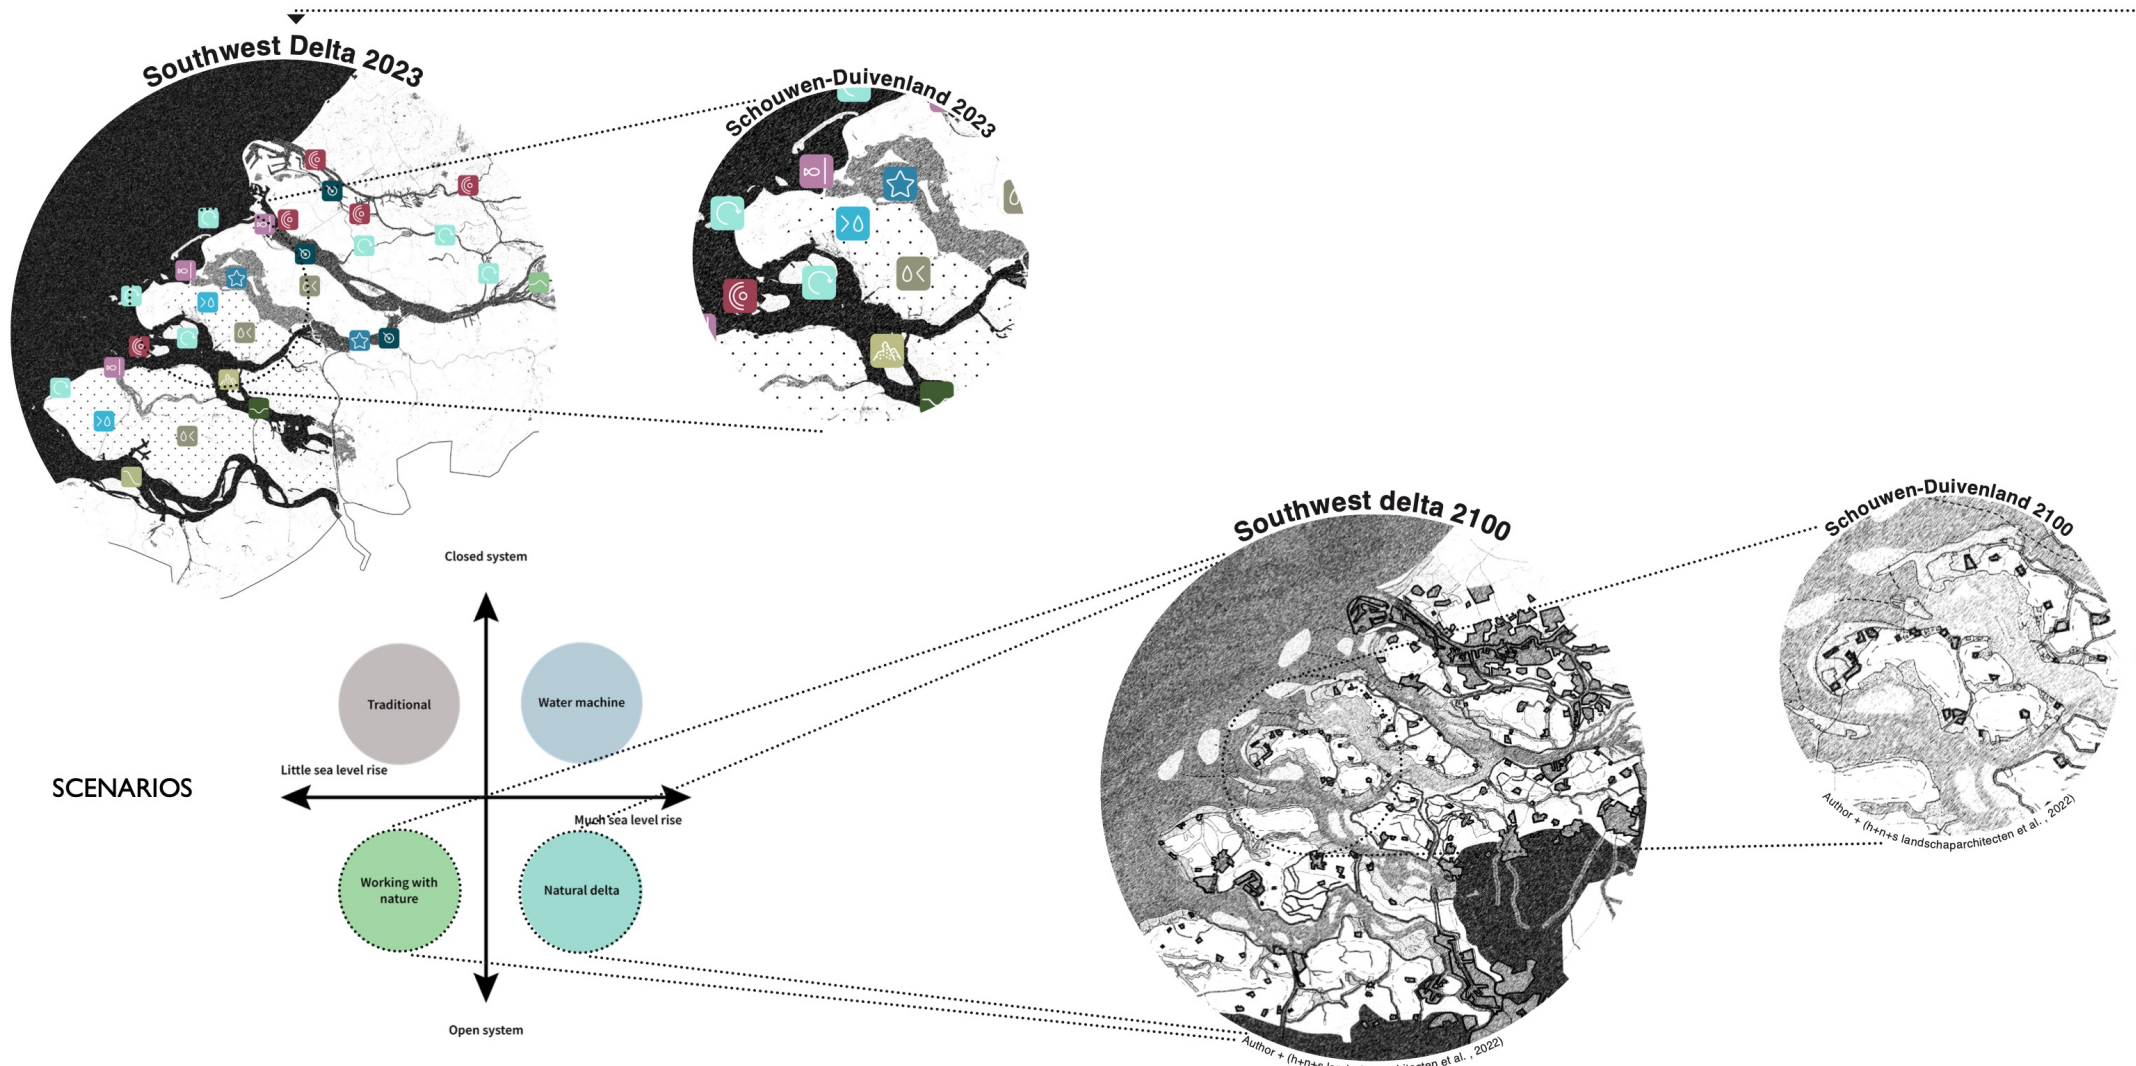 Southwest Delta 2023
Schouwen-Duivenland 2023
Southwest delta 2100
Schouwen-Duivenland 2100
Closed system
Traditional
Water machine
Little sea level rise
SCENARIOS
Much sea level rise
Working with
nature
Natural delta
Open system
Author + (h+n+s landschaparchitecten et al. , 2022)
Author + (h+n+s landschaparchitecten et al. , 2022)